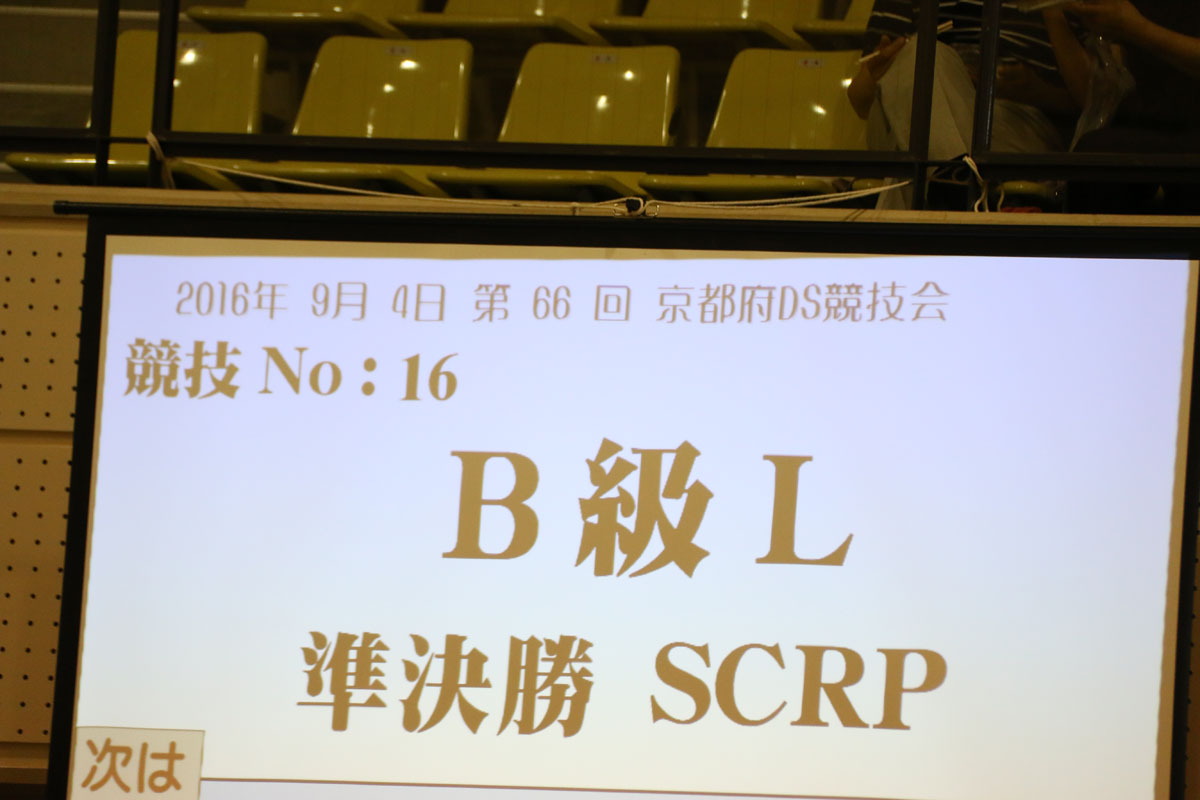 2016年 9月 4日 第 66 回 京都府DS競技会
競技 No：16
B 級 L
準決勝 SCRP
次は